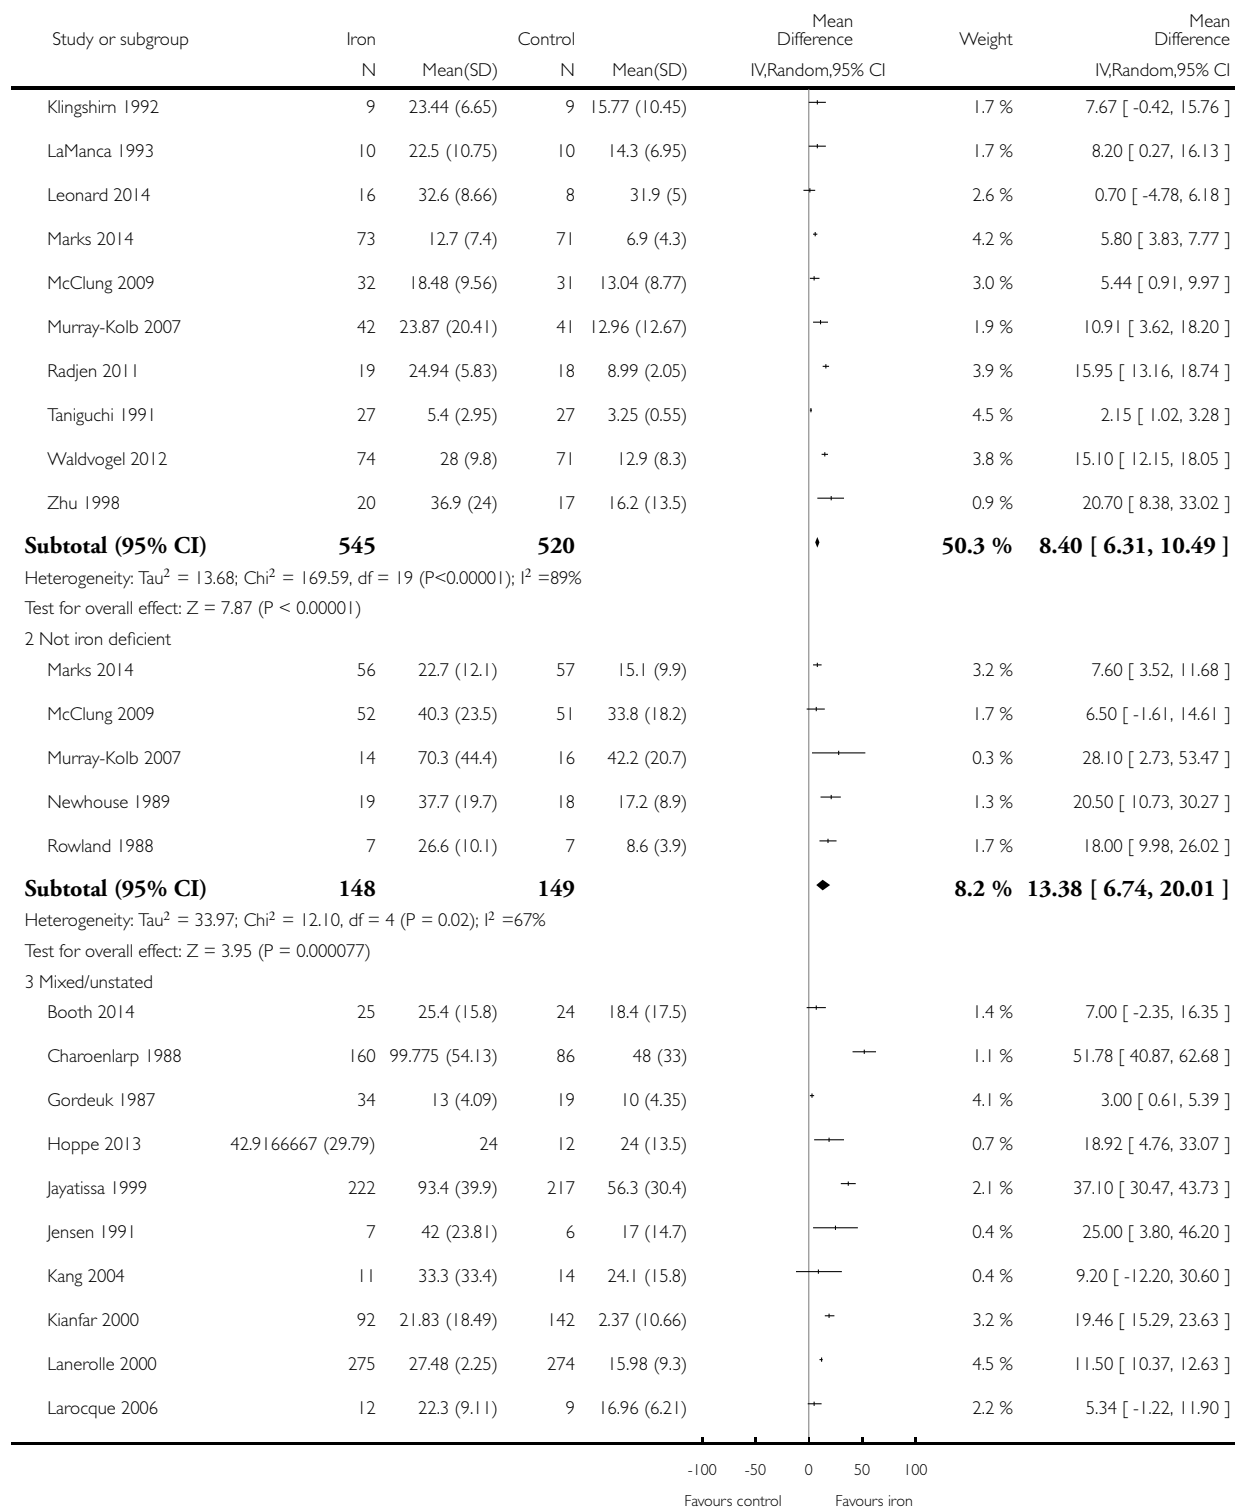 Study or subgroup Iron Control Mean Difference Weight Mean Difference
N Mean(SD) N Mean(SD) IV,Random,95% CI IV,Random,95% CI
Klingshirn 1992 9 23.44 (6.65) 9 15.77 (10.45) 1.7 % 7.67 [ -0.42, 15.76 ]
LaManca 1993 10 22.5 (10.75) 10 14.3 (6.95) 1.7 % 8.20 [ 0.27, 16.13 ]
Leonard 2014 16 32.6 (8.66) 8 31.9 (5) 2.6 % 0.70 [ -4.78, 6.18 ]
Marks 2014 73 12.7 (7.4) 71 6.9 (4.3) 4.2 % 5.80 [ 3.83, 7.77 ]
McClung 2009 32 18.48 (9.56) 31 13.04 (8.77) 3.0 % 5.44 [ 0.91, 9.97 ]
Murray-Kolb 2007 42 23.87 (20.41) 41 12.96 (12.67) 1.9 % 10.91 [ 3.62, 18.20 ]
Radjen 2011 19 24.94 (5.83) 18 8.99 (2.05) 3.9 % 15.95 [ 13.16, 18.74 ]
Taniguchi 1991 27 5.4 (2.95) 27 3.25 (0.55) 4.5 % 2.15 [ 1.02, 3.28 ]
Waldvogel 2012 74 28 (9.8) 71 12.9 (8.3) 3.8 % 15.10 [ 12.15, 18.05 ]
Zhu 1998 20 36.9 (24) 17 16.2 (13.5) 0.9 % 20.70 [ 8.38, 33.02 ]
Subtotal (95% CI) 545 520 50.3 % 8.40 [ 6.31, 10.49 ]
Heterogeneity: Tau² = 13.68; Chi² = 169.59, df = 19 (P<0.00001); I² =89%
Test for overall effect: Z = 7.87 (P < 0.00001)
2 Not iron deficient
Marks 2014 56 22.7 (12.1) 57 15.1 (9.9) 3.2 % 7.60 [ 3.52, 11.68 ]
McClung 2009 52 40.3 (23.5) 51 33.8 (18.2) 1.7 % 6.50 [ -1.61, 14.61 ]
Murray-Kolb 2007 14 70.3 (44.4) 16 42.2 (20.7) 0.3 % 28.10 [ 2.73, 53.47 ]
Newhouse 1989 19 37.7 (19.7) 18 17.2 (8.9) 1.3 % 20.50 [ 10.73, 30.27 ]
Rowland 1988 7 26.6 (10.1) 7 8.6 (3.9) 1.7 % 18.00 [ 9.98, 26.02 ]
Subtotal (95% CI) 148 149 8.2 % 13.38 [ 6.74, 20.01 ]
Heterogeneity: Tau² = 33.97; Chi² = 12.10, df = 4 (P = 0.02); I² =67%
Test for overall effect: Z = 3.95 (P = 0.000077)
3 Mixed/unstated
Booth 2014 25 25.4 (15.8) 24 18.4 (17.5) 1.4 % 7.00 [ -2.35, 16.35 ]
Charoenlarp 1988 160 99.775 (54.13) 86 48 (33) 1.1 % 51.78 [ 40.87, 62.68 ]
Gordeuk 1987 34 13 (4.09) 19 10 (4.35) 4.1 % 3.00 [ 0.61, 5.39 ]
Hoppe 2013 42.9166667 (29.79) 24 12 24 (13.5) 0.7 % 18.92 [ 4.76, 33.07 ]
Jayatissa 1999 222 93.4 (39.9) 217 56.3 (30.4) 2.1 % 37.10 [ 30.47, 43.73 ]
Jensen 1991 7 42 (23.81) 6 17 (14.7) 0.4 % 25.00 [ 3.80, 46.20 ]
Kang 2004 11 33.3 (33.4) 14 24.1 (15.8) 0.4 % 9.20 [ -12.20, 30.60 ]
Kianfar 2000 92 21.83 (18.49) 142 2.37 (10.66) 3.2 % 19.46 [ 15.29, 23.63 ]
Lanerolle 2000 275 27.48 (2.25) 274 15.98 (9.3) 4.5 % 11.50 [ 10.37, 12.63 ]
Larocque 2006 12 22.3 (9.11) 9 16.96 (6.21) 2.2 % 5.34 [ -1.22, 11.90 ]
-100 -50 0 50 100
Favours control Favours iron